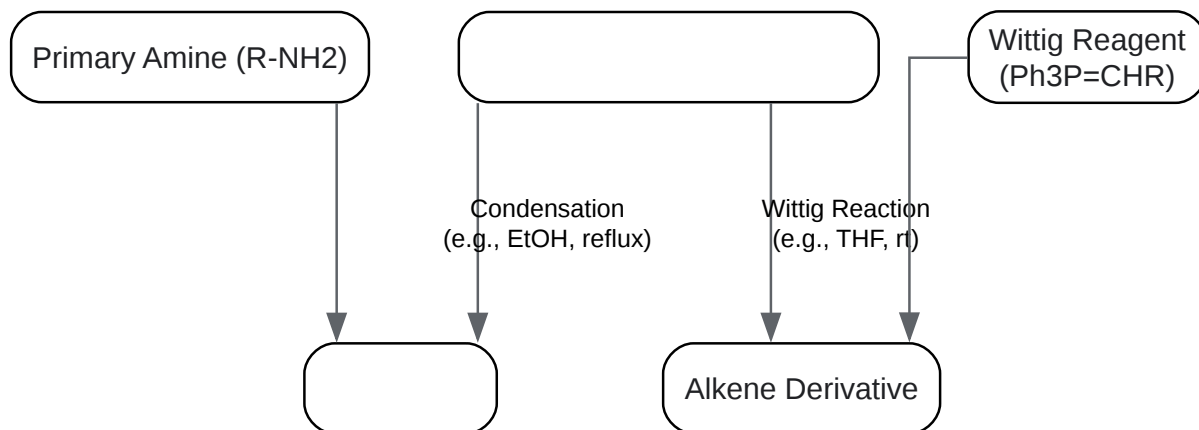 Primary Amine (R-NH2)
Wittig Reagent
(Ph3P=CHR)
Condensation
(e.g., EtOH, reflux)
Wittig Reaction
(e.g., THF, rt)
Alkene Derivative